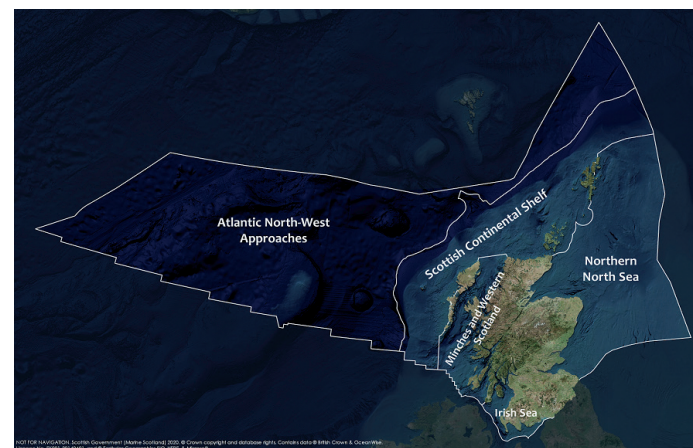 Atlantic North-West
Approaches
Scottish Continental Shelf
Northern
North Sea
Minches and Western
Scotland
Irish Sea
NOT FOR NAVIGATION. Scottish Government (Marine Scotland) 2020. © Crown copyright and database rights. Contains data © British Crown & OceanWise.